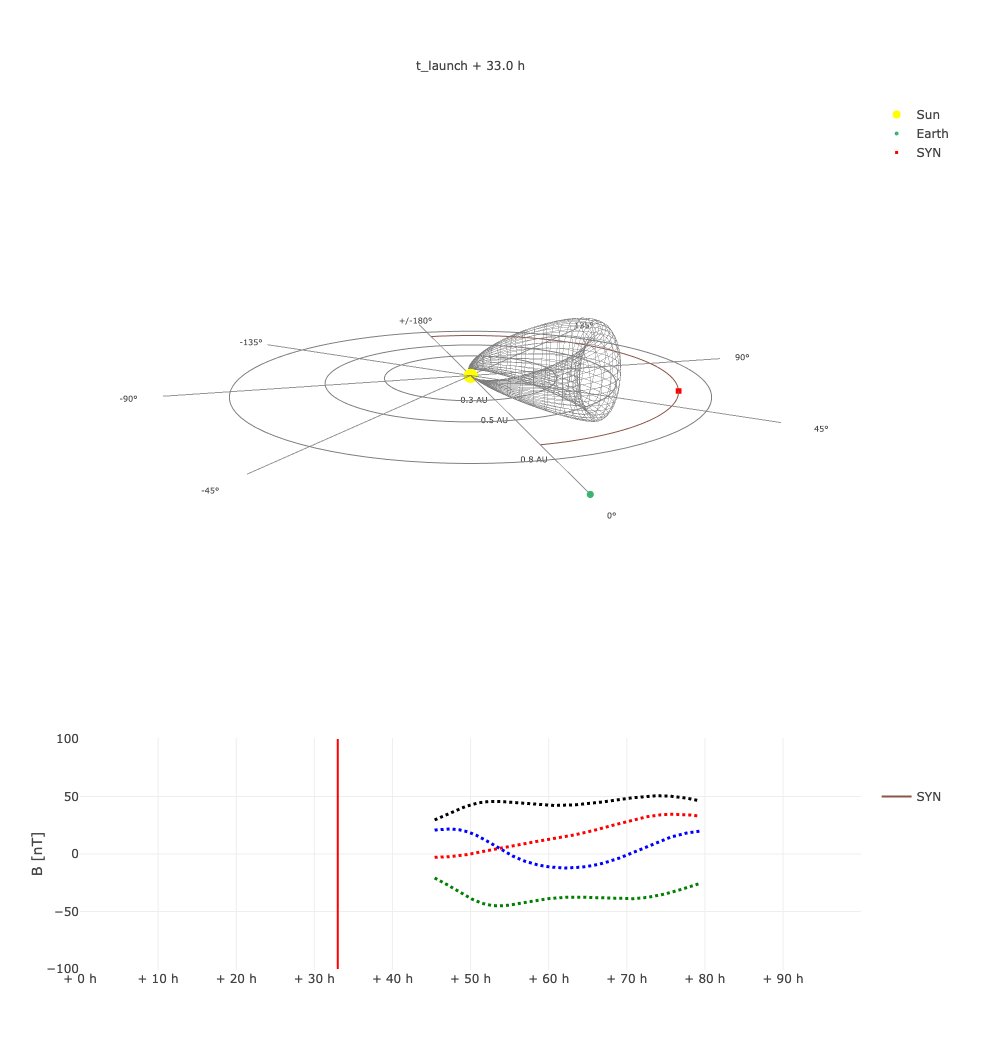 t_launch + 33.0 h
Sun
Earth
SYN
+/-180°
135°
-135°
90°
-90°
0.3 AU
0.5 AU
45°
0.8 AU
-45°
0°
100
50
SYN
0
B [nT]
−50
−100
+ 0 h
+ 10 h
+ 20 h
+ 30 h
+ 40 h
+ 50 h
+ 60 h
+ 70 h
+ 80 h
+ 90 h